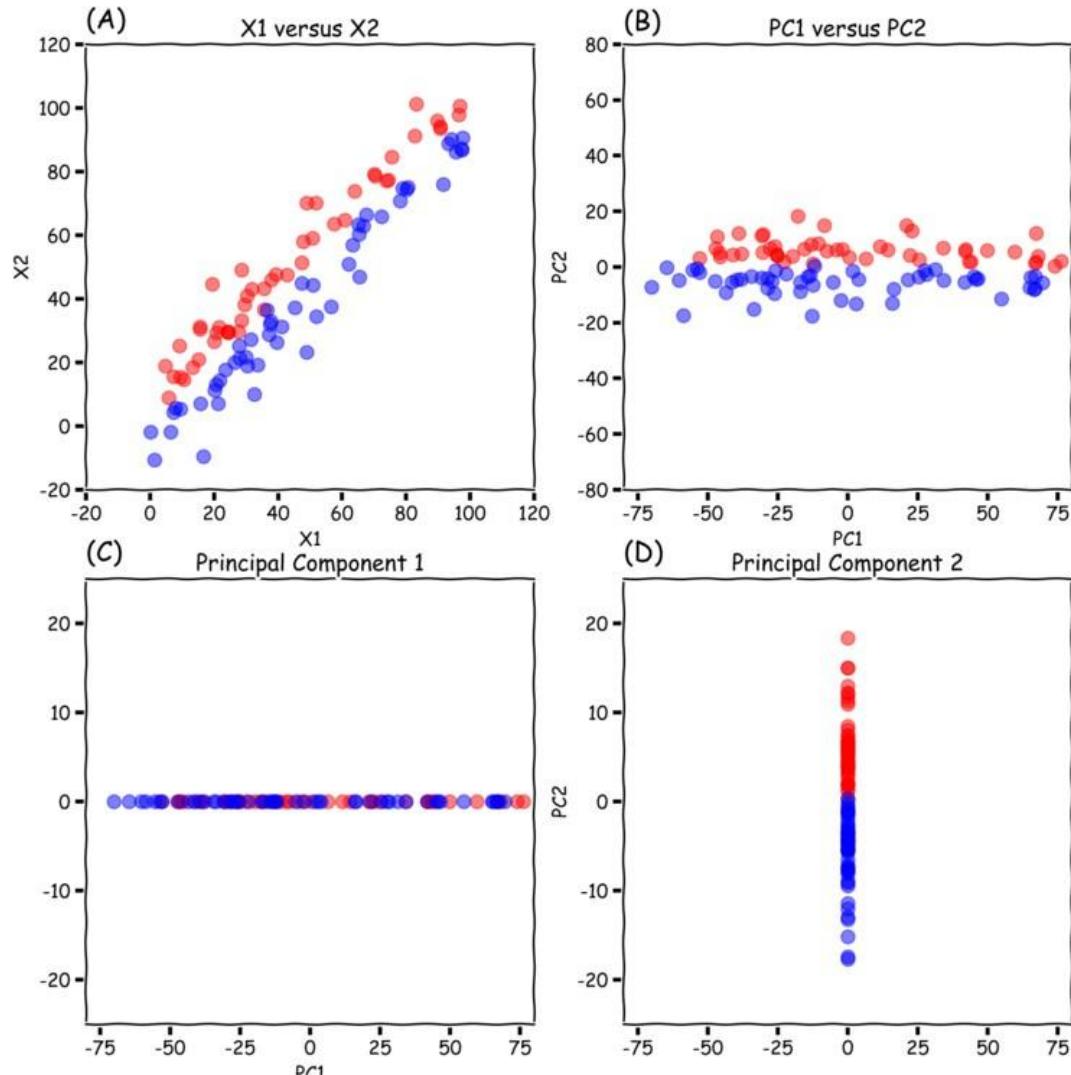 (A)
X1 versus X2
120
100
80
60
40
20
0
-20
X2
-20 0 20 40 60 80 100 120
X1
(B)
PC1 versus PC2
80
60
40
20
0
-20
-40
-60
-80
PC2
-75 -50 -25 0 25 50 75
PC1
(C)
Principal Component 1
20
10
0
-10
-20
-75 -50 -25 0 25 50 75
PC1
(D)
Principal Component 2
20
10
0
-10
-20
PC2
-75 -50 -25 0 25 50 75